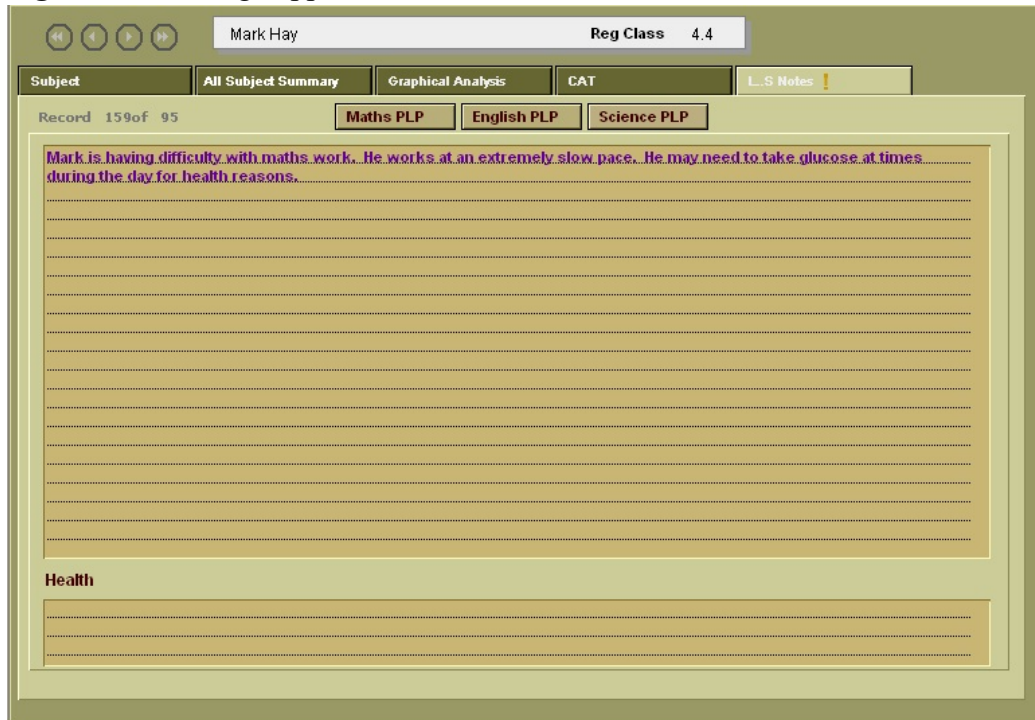 Mark Hay Reg Class 4.4
Subject All Subject Summary Graphical Analysis CAT L..S Notes !
Record 159of 95 Maths PLP English PLP Science PLP
Mark is having difficulty with maths work. He works at an extremely slow pace. He may need to take glucose at times
during the day for health reasons.
Health